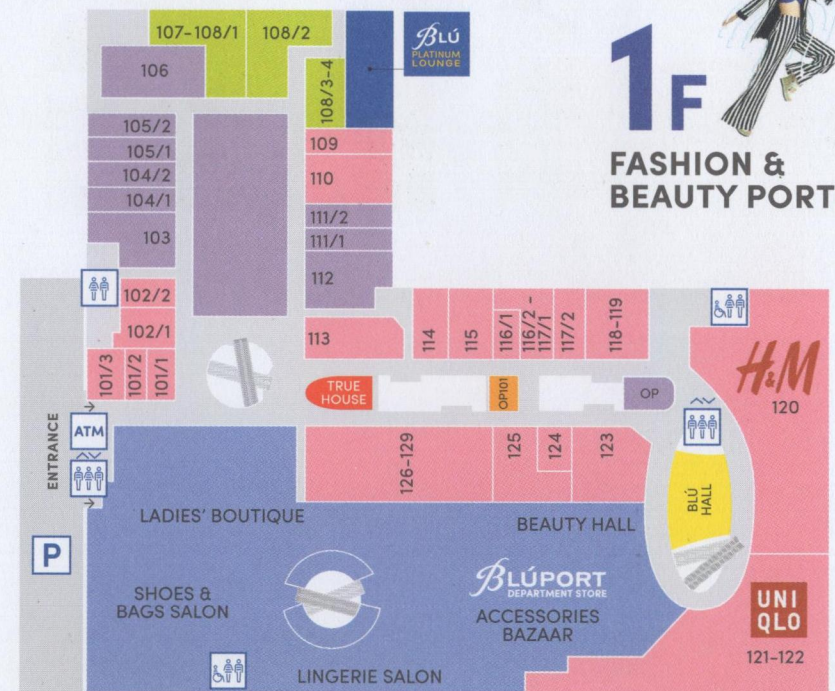 107-108/1
108/2
BLÚ
PLATINUM
LOUNGE
106
108/3-4
1F
FASHION &
BEAUTY PORT
105/2
105/1
104/2
104/1
103
109
110
111/2
111/1
112
102/2
102/1
101/3
101/2
101/1
113
114
115
116/1
116/2 -
117/1
117/2
118-119
H&M
120
TRUE
HOUSE
OP101
OP
ENTRANCE
ATM
126-129
125
124
123
BLÚ
HALL
P
LADIES' BOUTIQUE
BEAUTY HALL
SHOES &
BAGS SALON
BLÚPORT
DEPARTMENT STORE
ACCESSORIES
BAZAAR
UNI
QLO
121-122
LINGERIE SALON